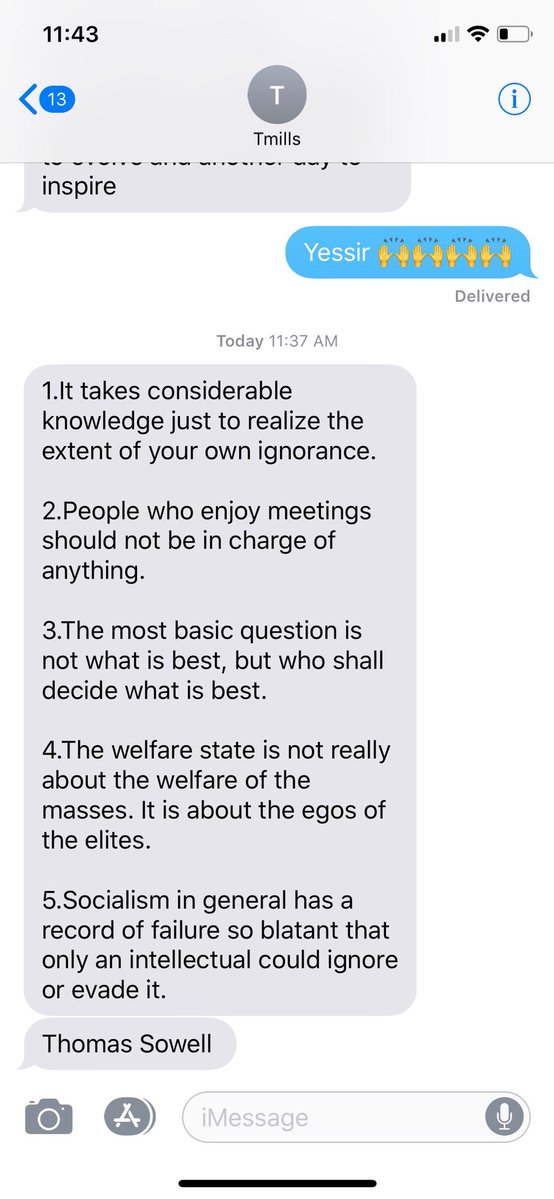 11:43
13
T
Tmills
inspire
Yessir 🙌🙌🙌🙌
Delivered
Today 11:37 AM
1.It takes considerable
knowledge just to realize the
extent of your own ignorance.
2.People who enjoy meetings
should not be in charge of
anything.
3.The most basic question is
not what is best, but who shall
decide what is best.
4.The welfare state is not really
about the welfare of the
masses. It is about the egos of
the elites.
5.Socialism in general has a
record of failure so blatant that
only an intellectual could ignore
or evade it.
Thomas Sowell
iMessage